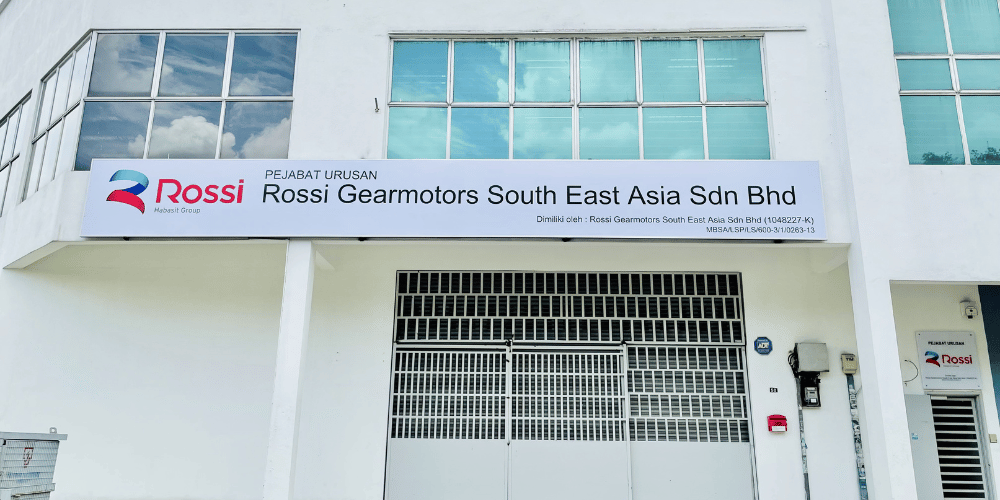 PEJABAT URUSAN
Rossi
Rossi Gearmotors South East Asia Sdn Bhd
Habasit Group
Dimiliki oleh : Rossi Gearmotors South East Asia Sdn Bhd (1048227-K)
MBSA/LSP/LS/600-3/1/0263-13
ADT
PEJABAT URUSAN
Rossi